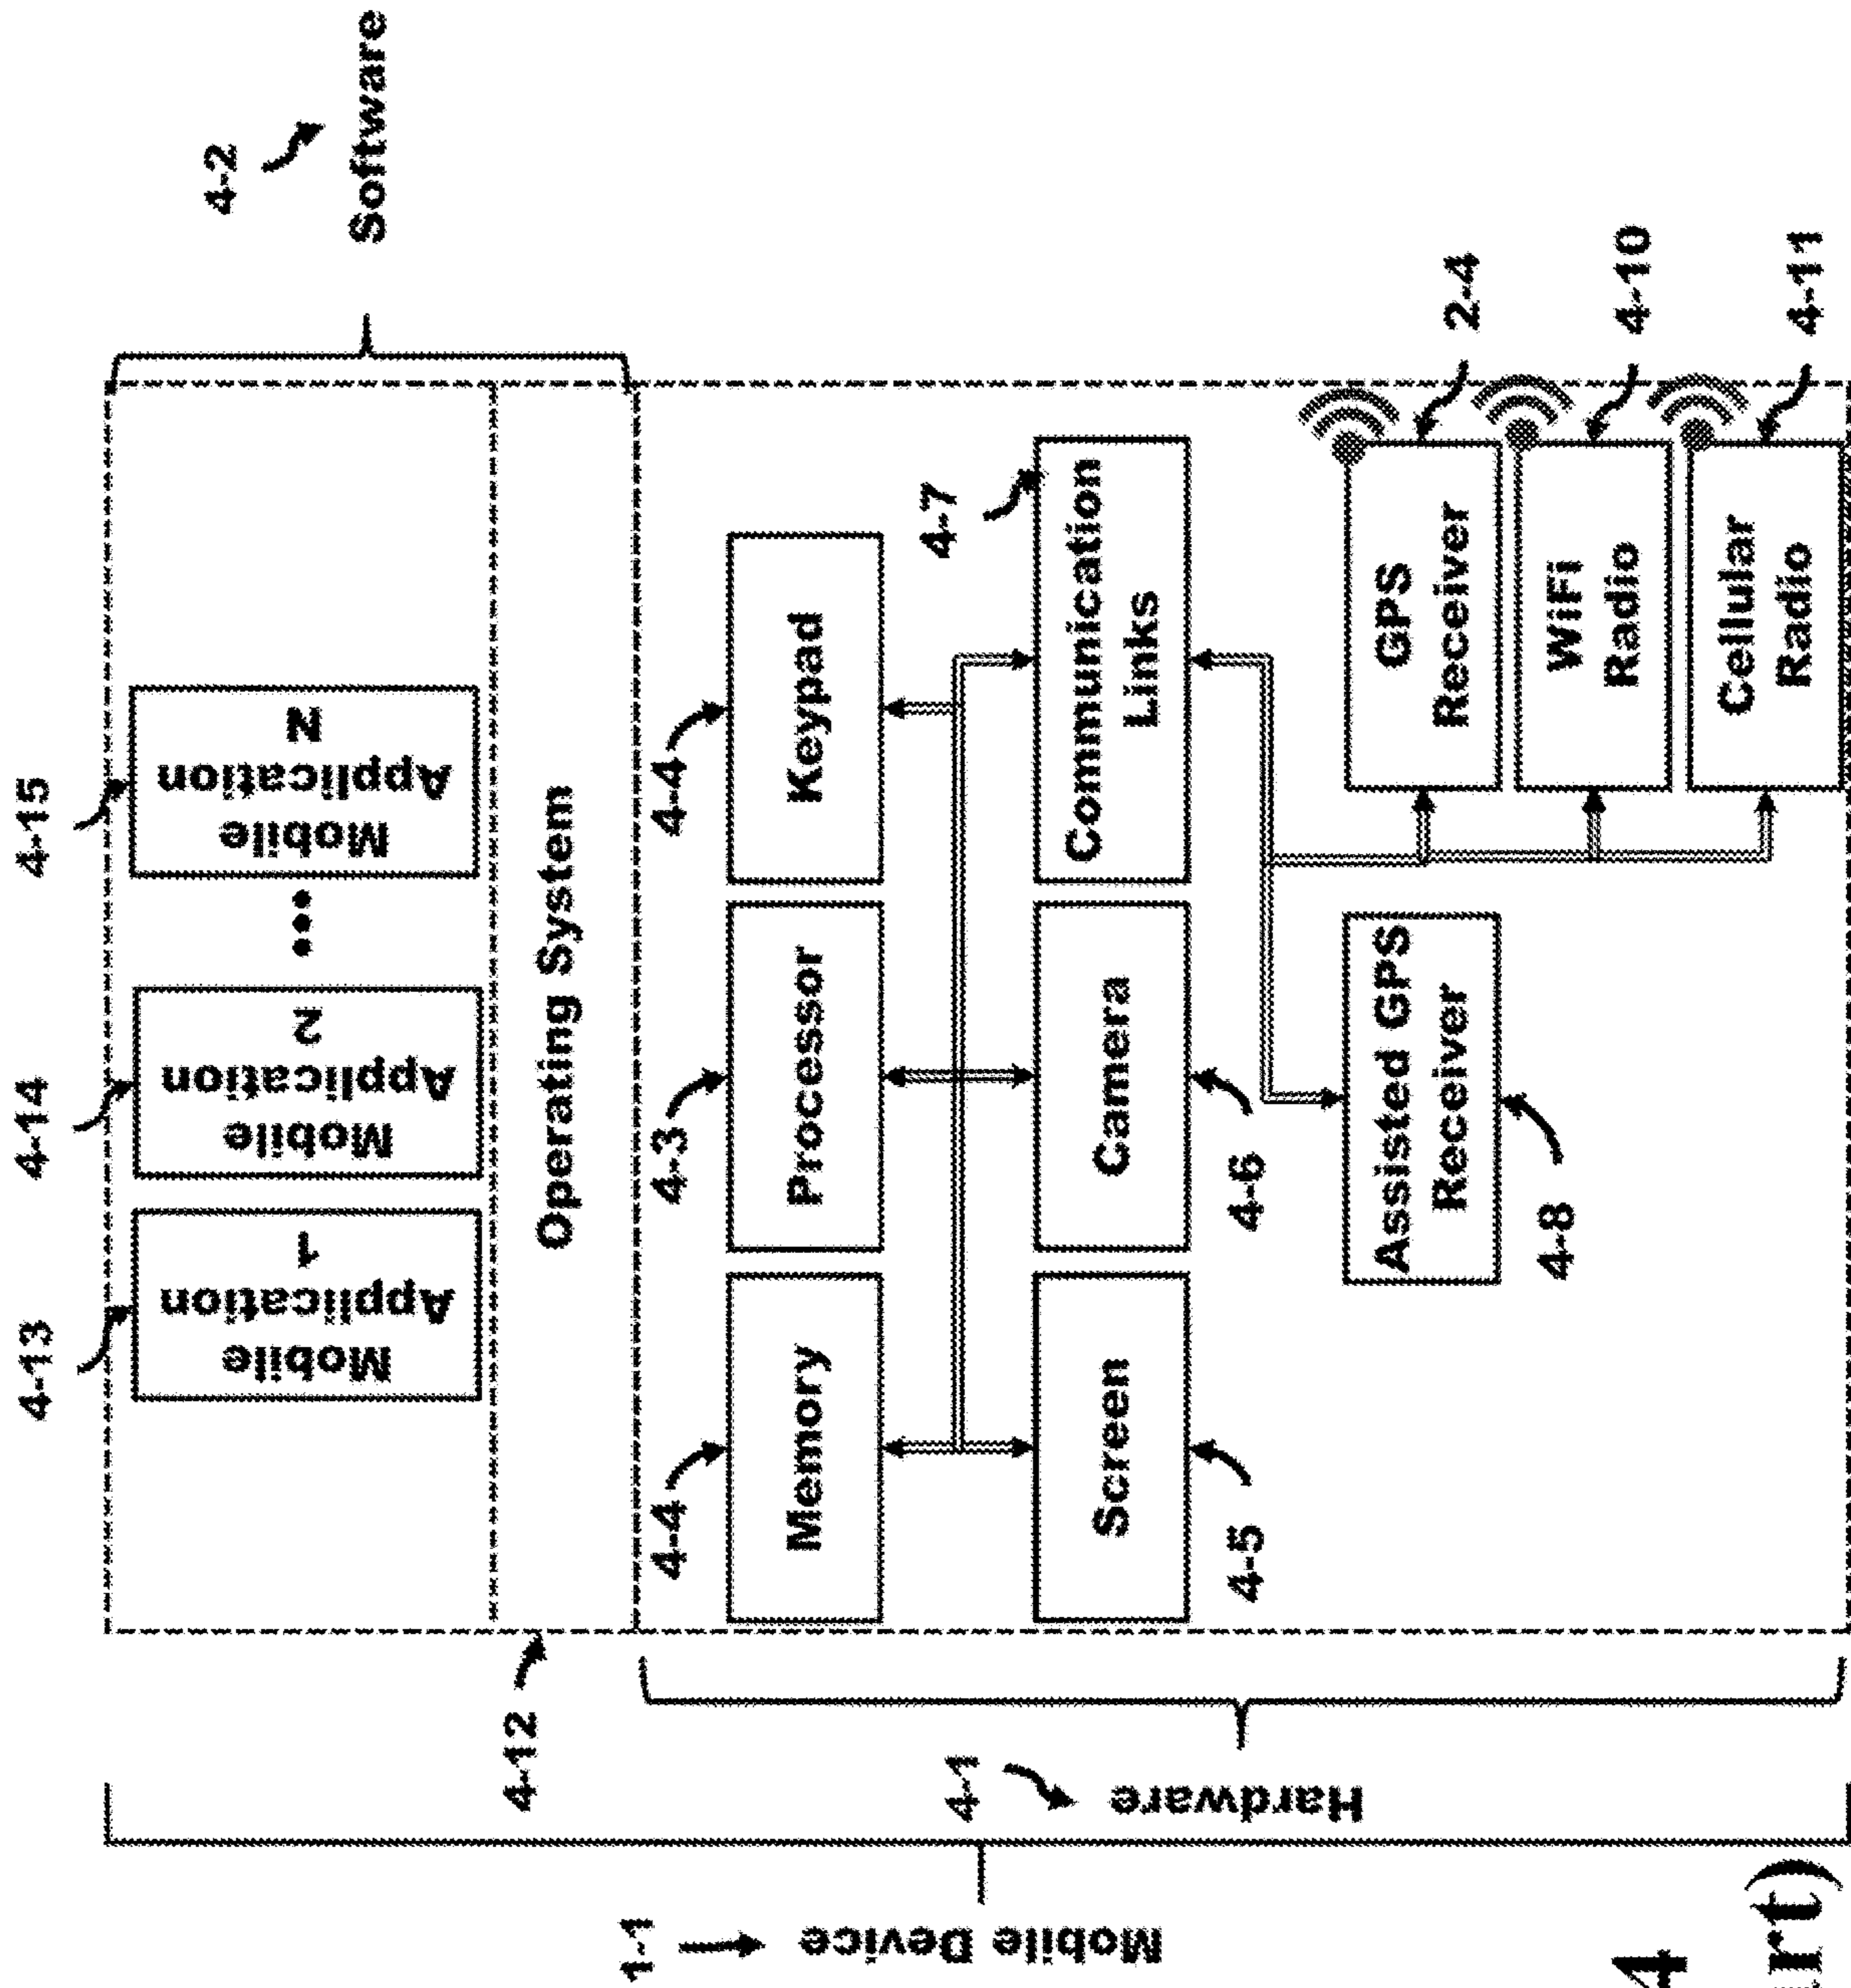 4-2
Software
4-13
4-14
4-15
Mobile
Application
1
Mobile
Application
2
...
Mobile
Application
N
4-12
Operating System
1-1
Mobile Device
4-1
Hardware
4-4
4-3
4-4
Memory
Processor
Keypad
4-7
Screen
Camera
Communication
Links
4-5
4-6
Assisted GPS
Receiver
4-8
GPS
Receiver
2-4
WiFi
Radio
4-10
Cellular
Radio
4-11
4
rt)